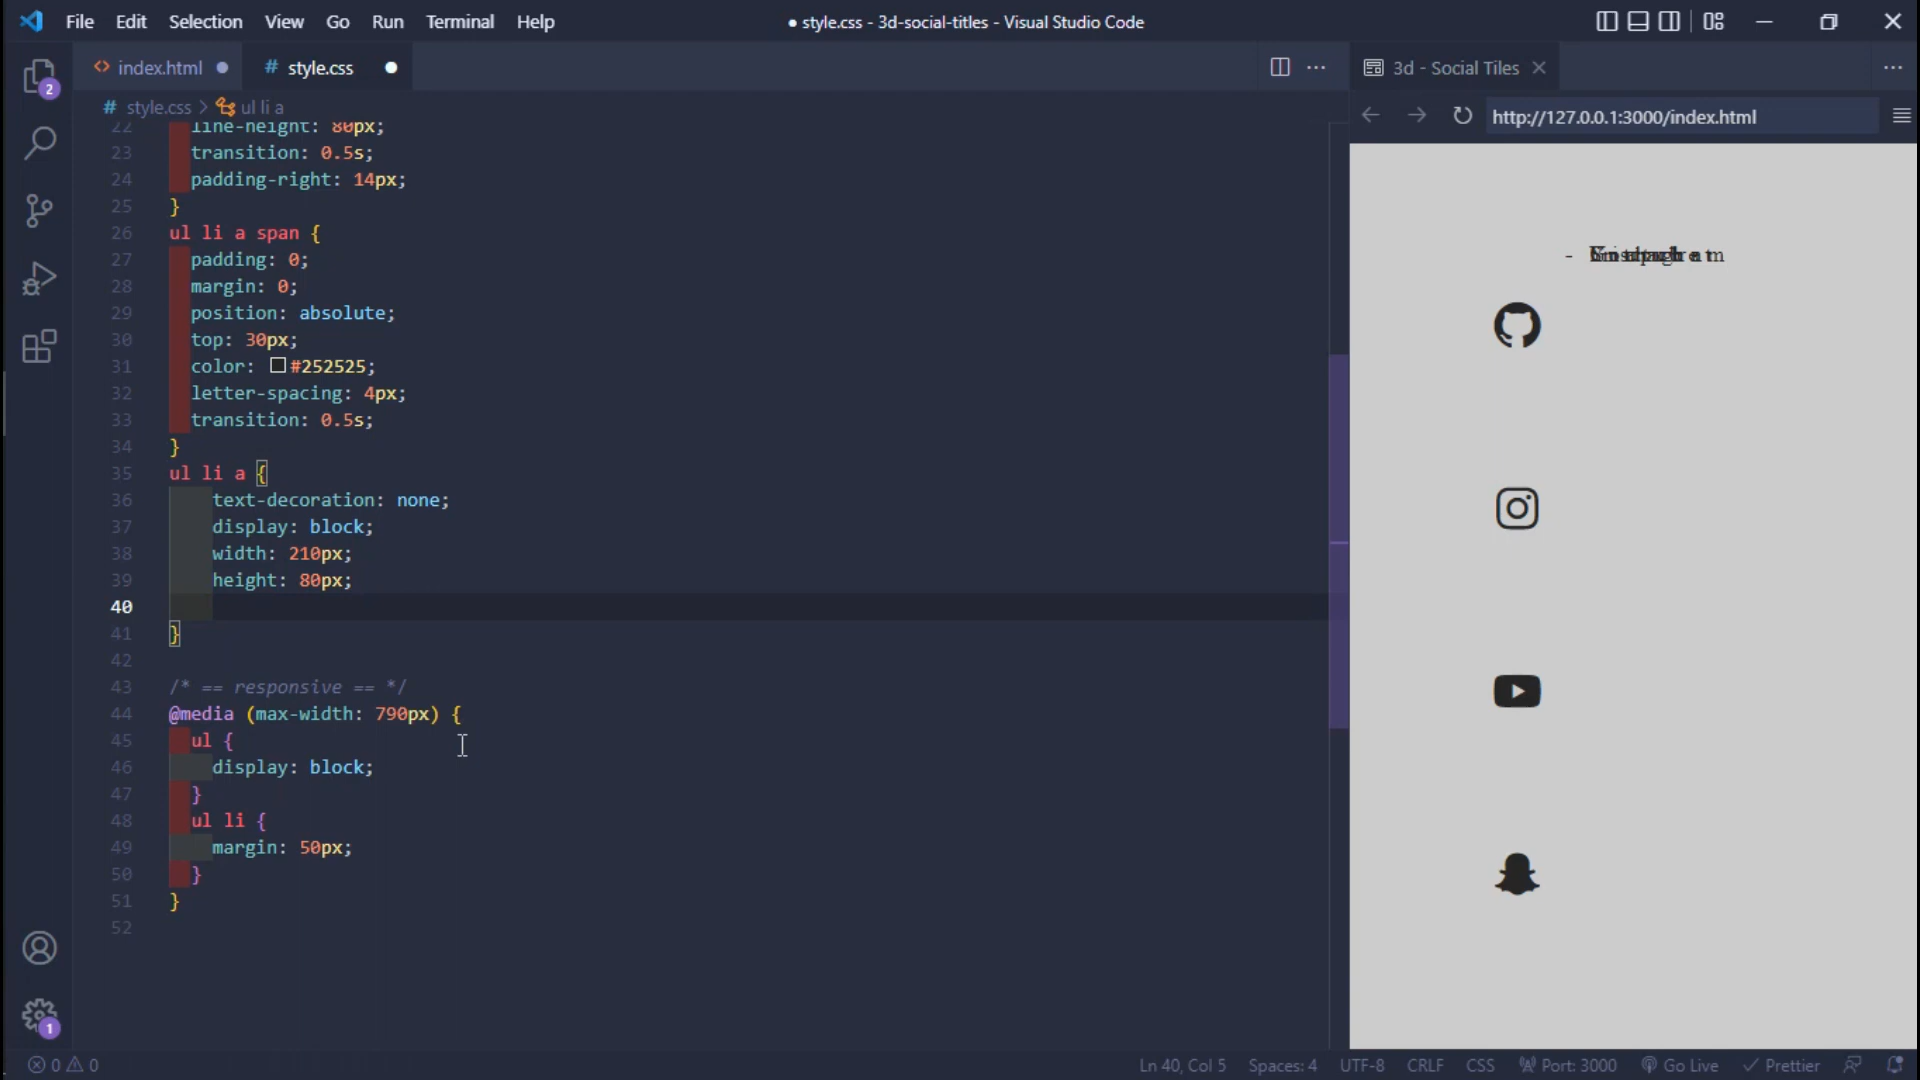 File Edit Selection View Go Run Terminal Help
● style.css - 3d-social-titles - Visual Studio Code
index.html
# style.css
3d - Social Tiles
# style.css > ul li a
http://127.0.0.1:3000/index.html
22 line-height: 80px;
23 transition: 0.5s;
24 padding-right: 14px;
25 }
26 ul li a span {
27 padding: 0;
28 margin: 0;
29 position: absolute;
30 top: 30px;
31 color: #252525;
32 letter-spacing: 4px;
33 transition: 0.5s;
34 }
35 ul li a {
36 text-decoration: none;
37 display: block;
38 width: 210px;
39 height: 80px;
40
41 }
42
43 /* == responsive == */
44 @media (max-width: 790px) {
45 ul {
46 display: block;
47 }
48 ul li {
49 margin: 50px;
50 }
51 }
52
2
1
0 0
Ln 40, Col 5 Spaces: 4 UTF-8 CRLF CSS Port: 3000 Go Live Prettier